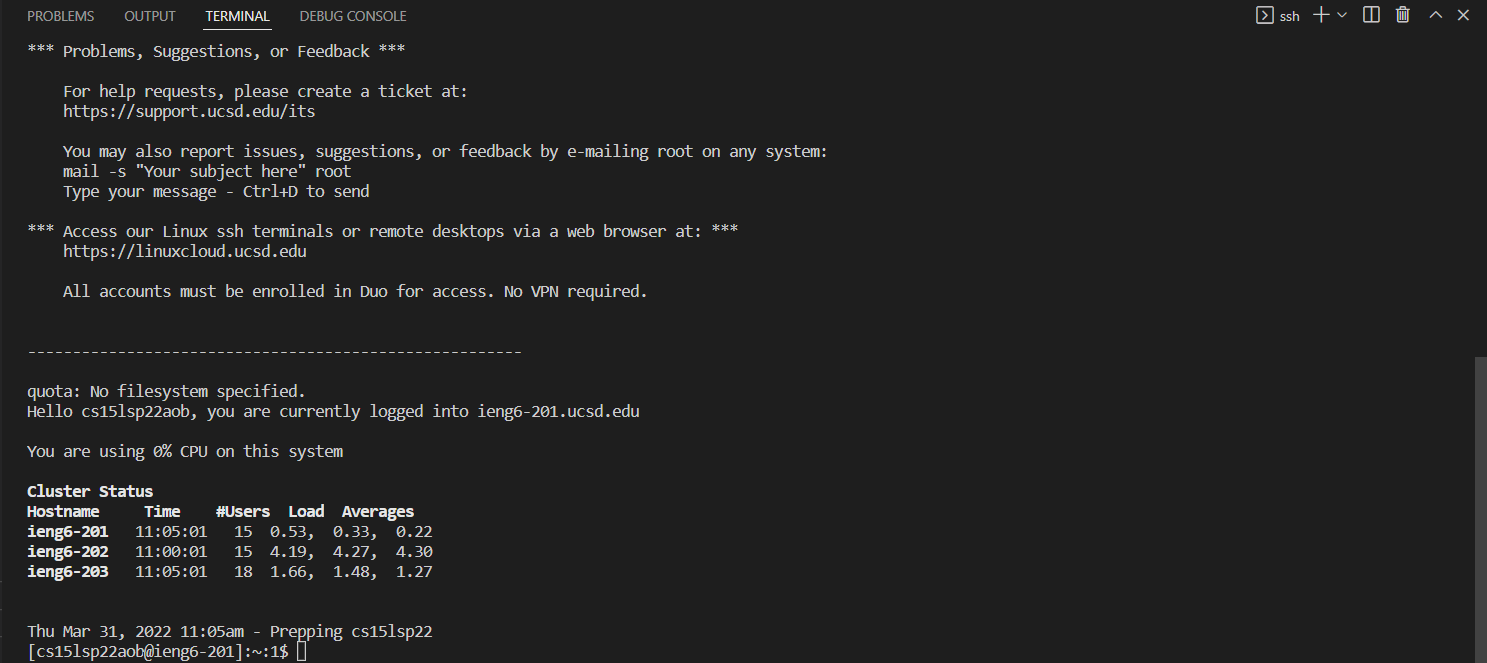 PROBLEMS OUTPUT TERMINAL DEBUG CONSOLE ssh
*** Problems, Suggestions, or Feedback ***
For help requests, please create a ticket at:
https://support.ucsd.edu/its
You may also report issues, suggestions, or feedback by e-mailing root on any system:
mail -s "Your subject here" root
Type your message - Ctrl+D to send
*** Access our Linux ssh terminals or remote desktops via a web browser at: ***
https://linuxcloud.ucsd.edu
All accounts must be enrolled in Duo for access. No VPN required.
-------------------------------------------------------
quota: No filesystem specified.
Hello cs15lsp22aob, you are currently logged into ieng6-201.ucsd.edu
You are using 0% CPU on this system
Cluster Status
Hostname Time #Users Load Averages
ieng6-201 11:05:01 15 0.53, 0.33, 0.22
ieng6-202 11:00:01 15 4.19, 4.27, 4.30
ieng6-203 11:05:01 18 1.66, 1.48, 1.27
Thu Mar 31, 2022 11:05am - Prepping cs15lsp22
[cs15lsp22aob@ieng6-201]:~:1$